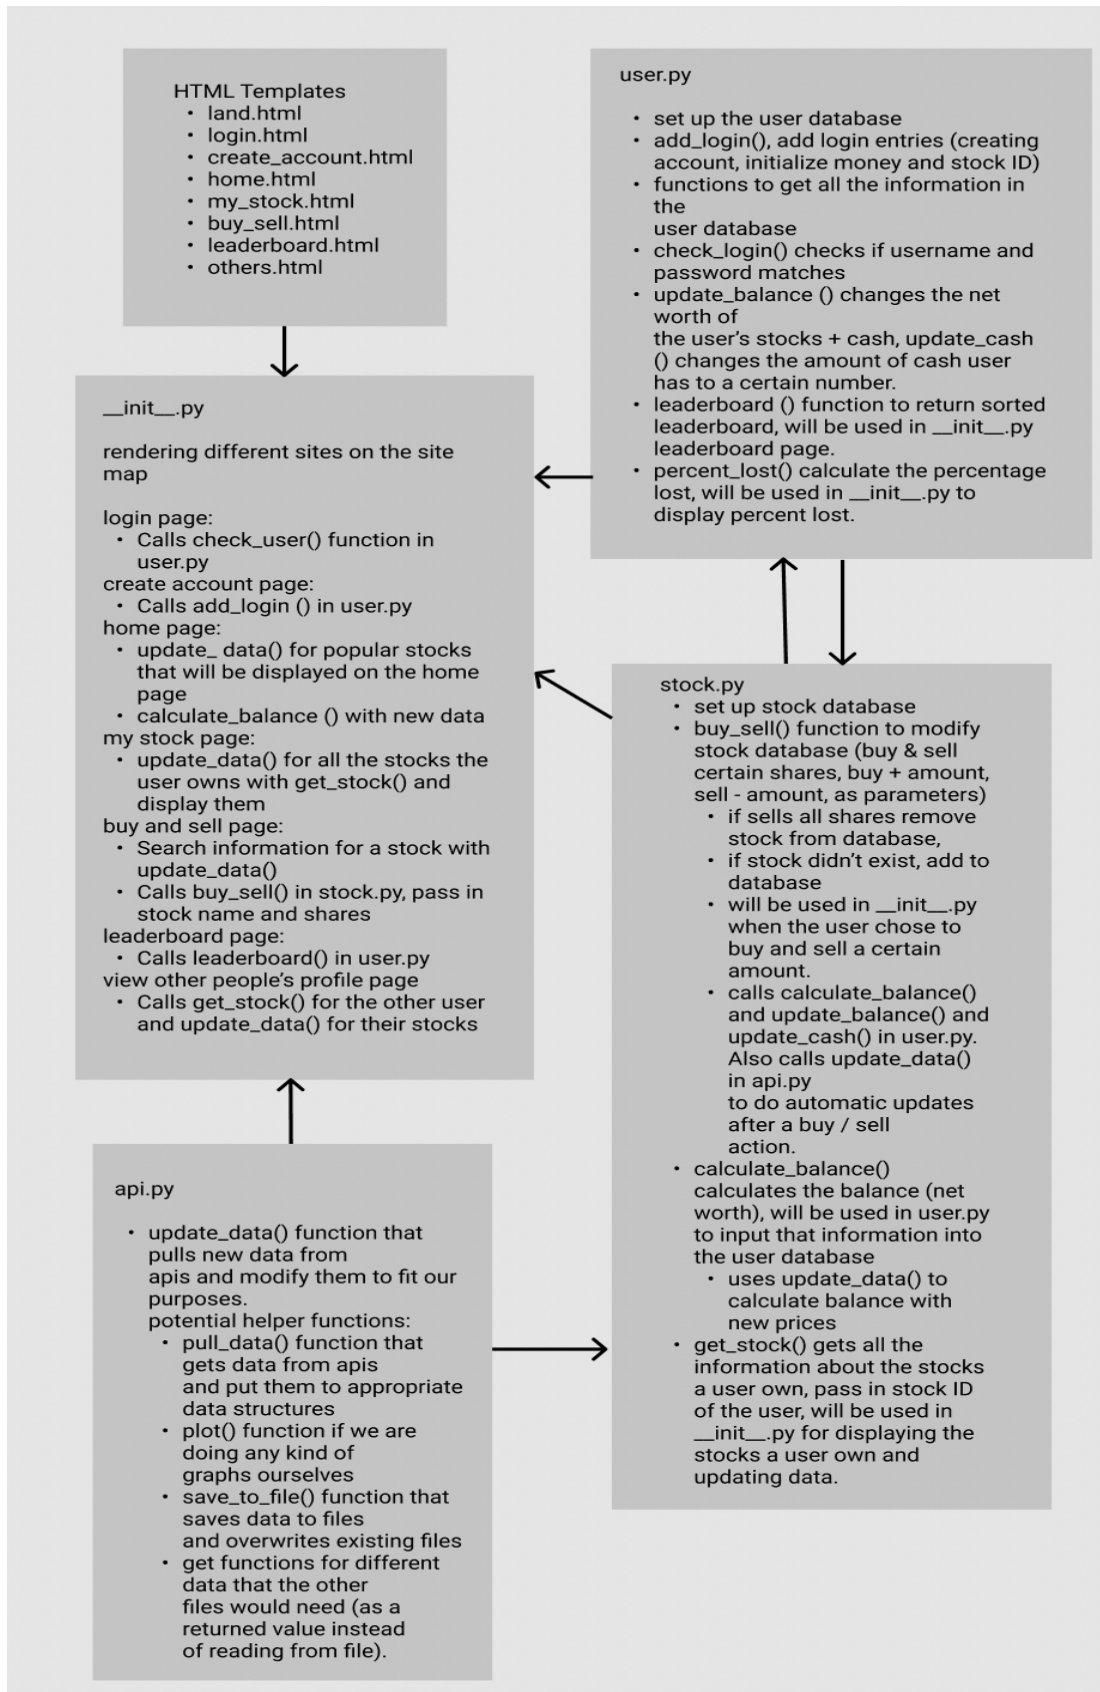 HTML Templates
• land.html
• login.html
• create_account.html
• home.html
• my_stock.html
• buy_sell.html
• leaderboard.html
• others.html
user.py
• set up the user database
• add_login(), add login entries (creating
account, initialize money and stock ID)
• functions to get all the information in
the
user database
• check_login() checks if username and
password matches
• update_balance () changes the net
worth of
the user’s stocks + cash, update_cash
() changes the amount of cash user
has to a certain number.
• leaderboard () function to return sorted
leaderboard, will be used in __init__.py
leaderboard page.
• percent_lost() calculate the percentage
lost, will be used in __init__.py to
display percent lost.
__init__.py
rendering different sites on the site
map
login page:
• Calls check_user() function in
user.py
create account page:
• Calls add_login () in user.py
home page:
• update_ data() for popular stocks
that will be displayed on the home
page
• calculate_balance () with new data
my stock page:
• update_data() for all the stocks the
user owns with get_stock() and
display them
buy and sell page:
• Search information for a stock with
update_data()
• Calls buy_sell() in stock.py, pass in
stock name and shares
leaderboard page:
• Calls leaderboard() in user.py
view other people’s profile page
• Calls get_stock() for the other user
and update_data() for their stocks
stock.py
• set up stock database
• buy_sell() function to modify
stock database (buy & sell
certain shares, buy + amount,
sell - amount, as parameters)
• if sells all shares remove
stock from database,
• if stock didn’t exist, add to
database
• will be used in __init__.py
when the user chose to
buy and sell a certain
amount.
• calls calculate_balance()
and update_balance() and
update_cash() in user.py.
Also calls update_data()
in api.py
to do automatic updates
after a buy / sell
action.
• calculate_balance()
calculates the balance (net
worth), will be used in user.py
to input that information into
the user database
• uses update_data() to
calculate balance with
new prices
• get_stock() gets all the
information about the stocks
a user own, pass in stock ID
of the user, will be used in
__init__.py for displaying the
stocks a user own and
updating data.
api.py
• update_data() function that
pulls new data from
apis and modify them to fit our
purposes.
potential helper functions:
• pull_data() function that
gets data from apis
and put them to appropriate
data structures
• plot() function if we are
doing any kind of
graphs ourselves
• save_to_file() function that
saves data to files
and overwrites existing files
• get functions for different
data that the other
files would need (as a
returned value instead
of reading from file).